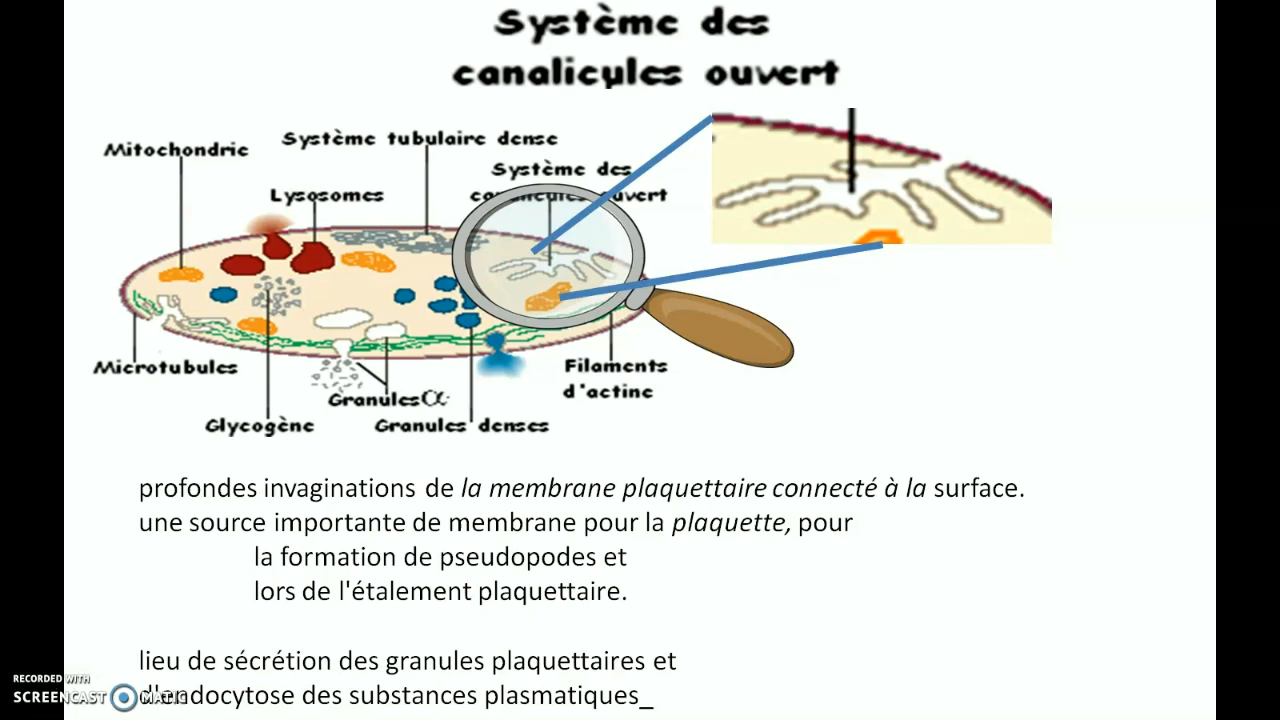 Système des
canalicules ouvert
Mitochondrie
Système tubulaire dense
Système des
canalicules ouvert
Lysosomes
Microtubules
Filaments
d'actine
Granules α
Glycogène
Granules denses
profondes invaginations de la membrane plaquettaire connecté à la surface.
une source importante de membrane pour la plaquette, pour
la formation de pseudopodes et
lors de l'étalement plaquettaire.
lieu de sécrétion des granules plaquettaires et
d'endocytose des substances plasmatiques_
RECORDED WITH
SCREENCAST MATIC